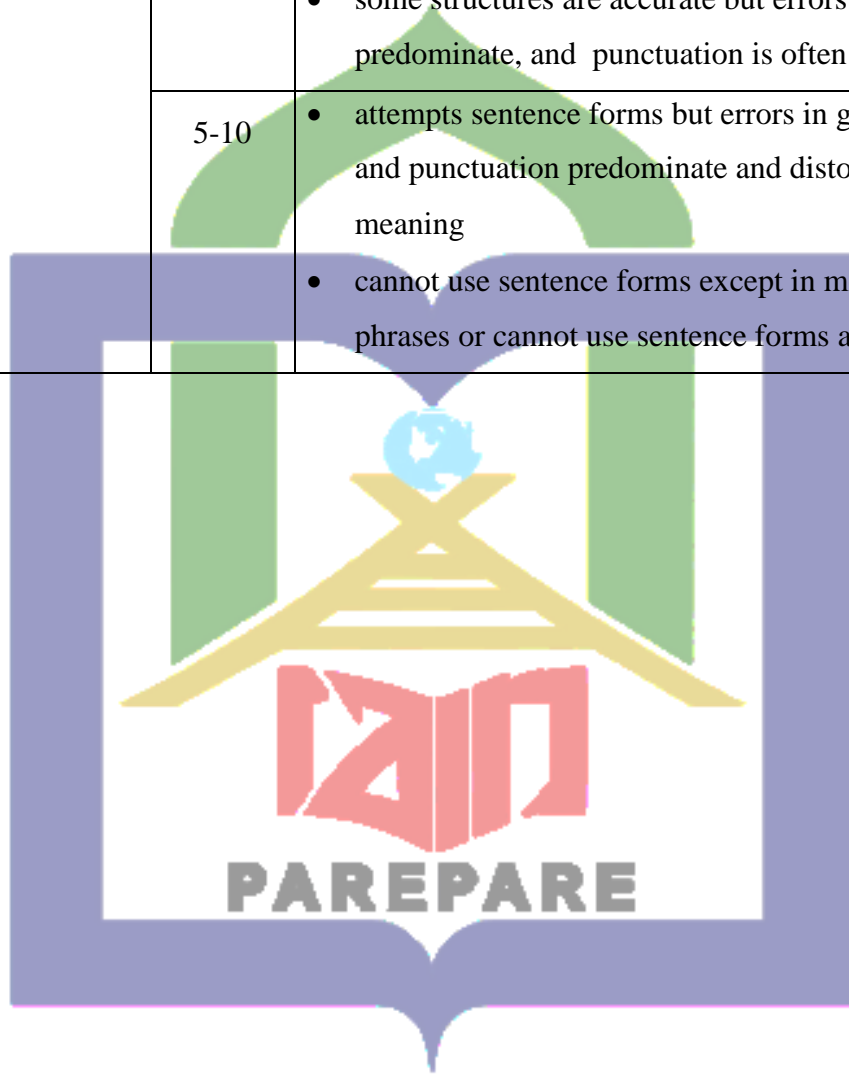 • some structures are accurate but errors
predominate, and punctuation is often
5-10
• attempts sentence forms but errors in
and punctuation predominate and
meaning
• cannot use sentence forms except in
phrases or cannot use sentence forms
iain
PAREPARE